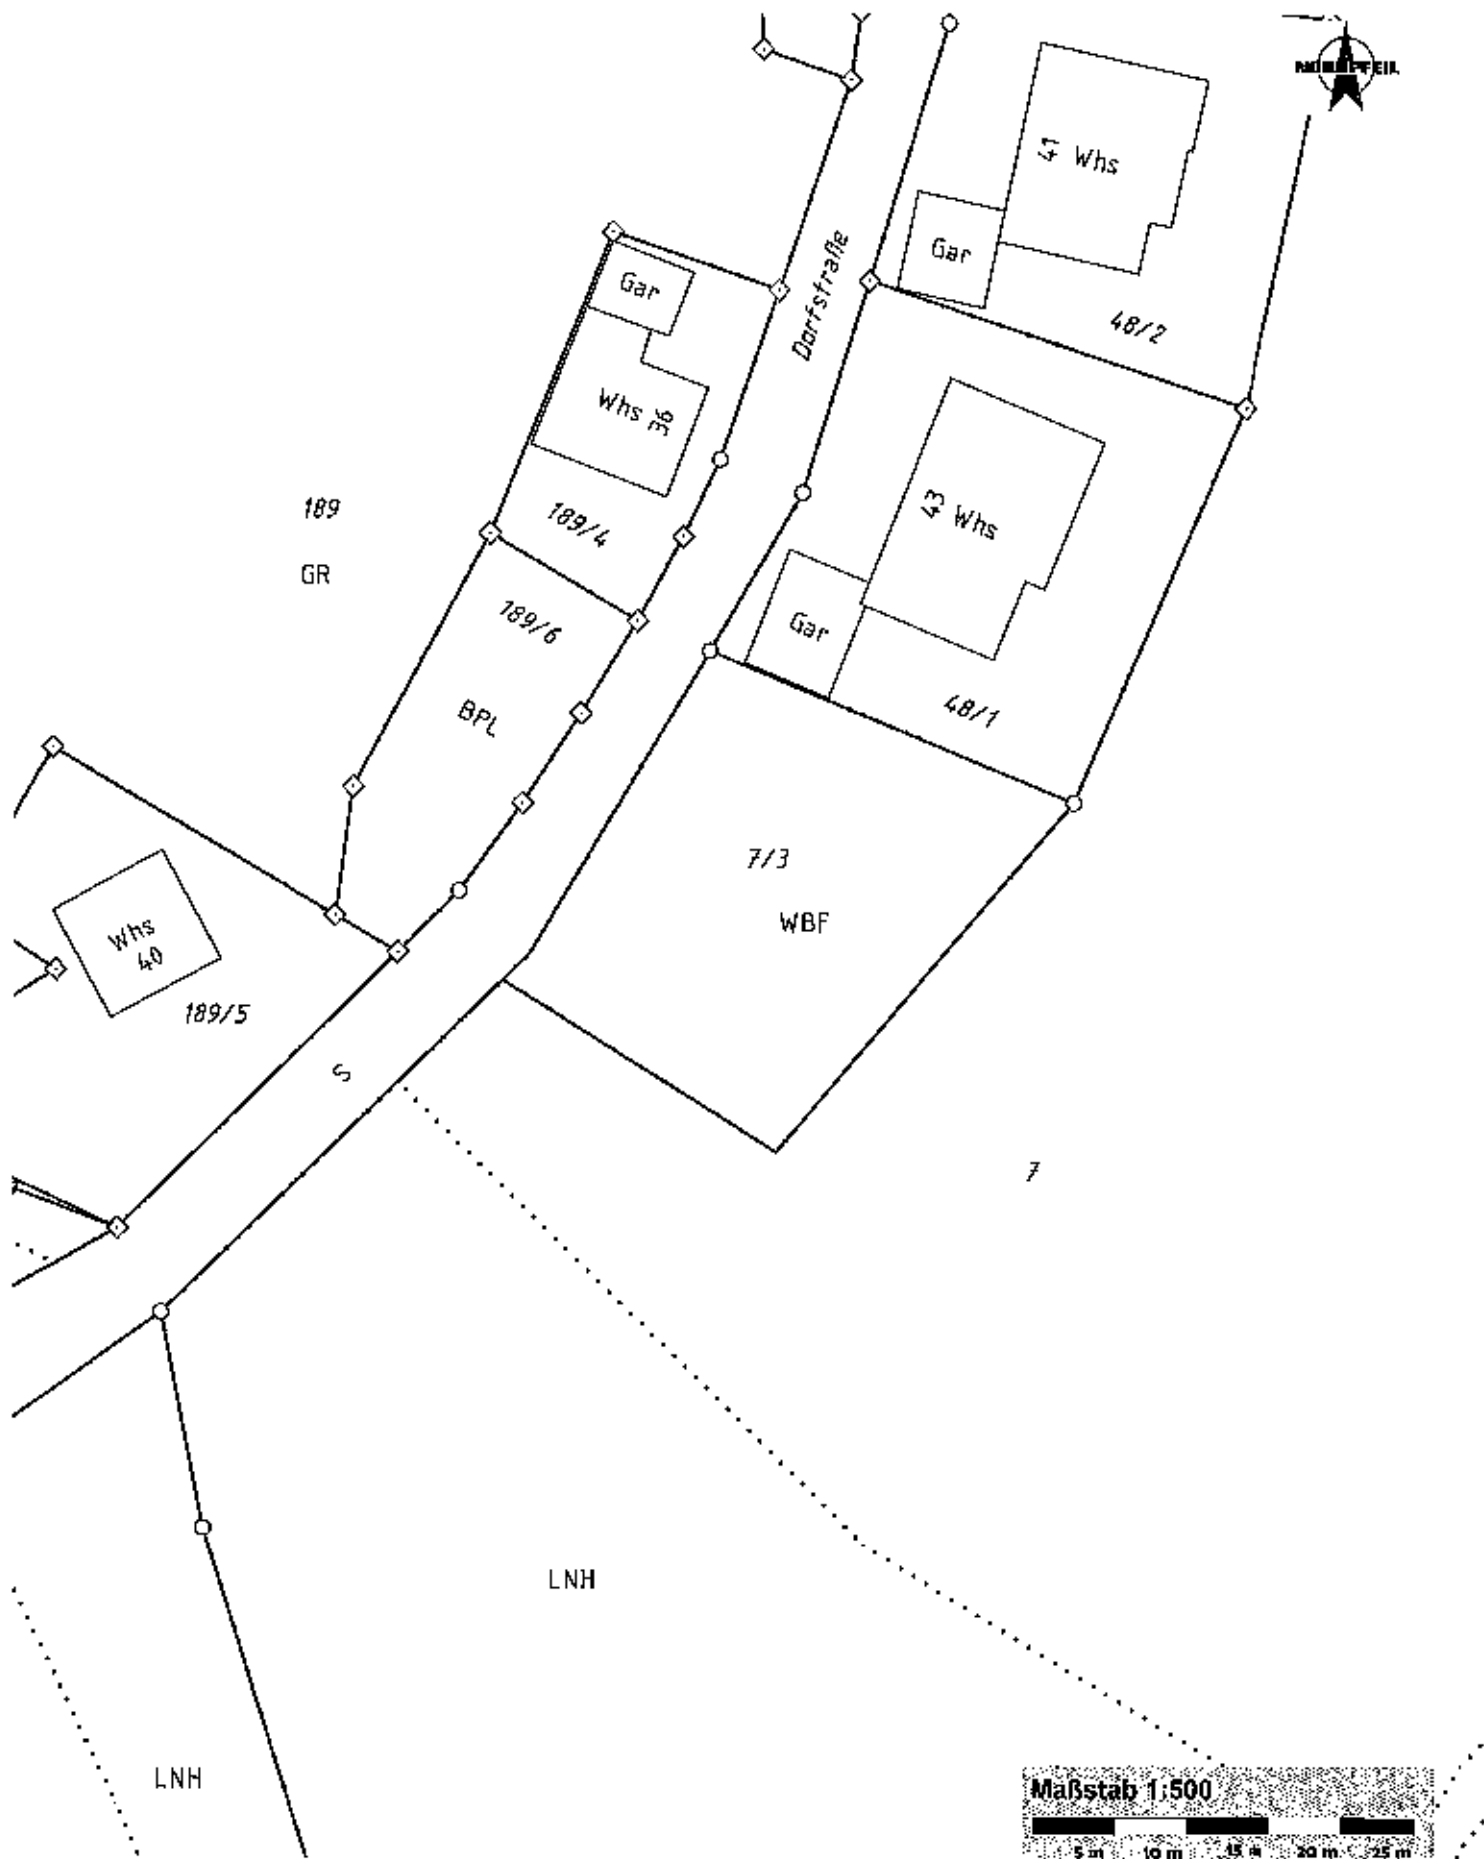 NORDPFEIL
41 Whs
Gar
Dorfstraße
48/2
Gar
Whs 36
189
189/4
43 Whs
GR
189/6
Gar
BPL
48/1
7/3
WBF
Whs
40
189/5
S
7
LNH
LNH
Maßstab 1:500
5 m 10 m 15 m 20 m 25 m